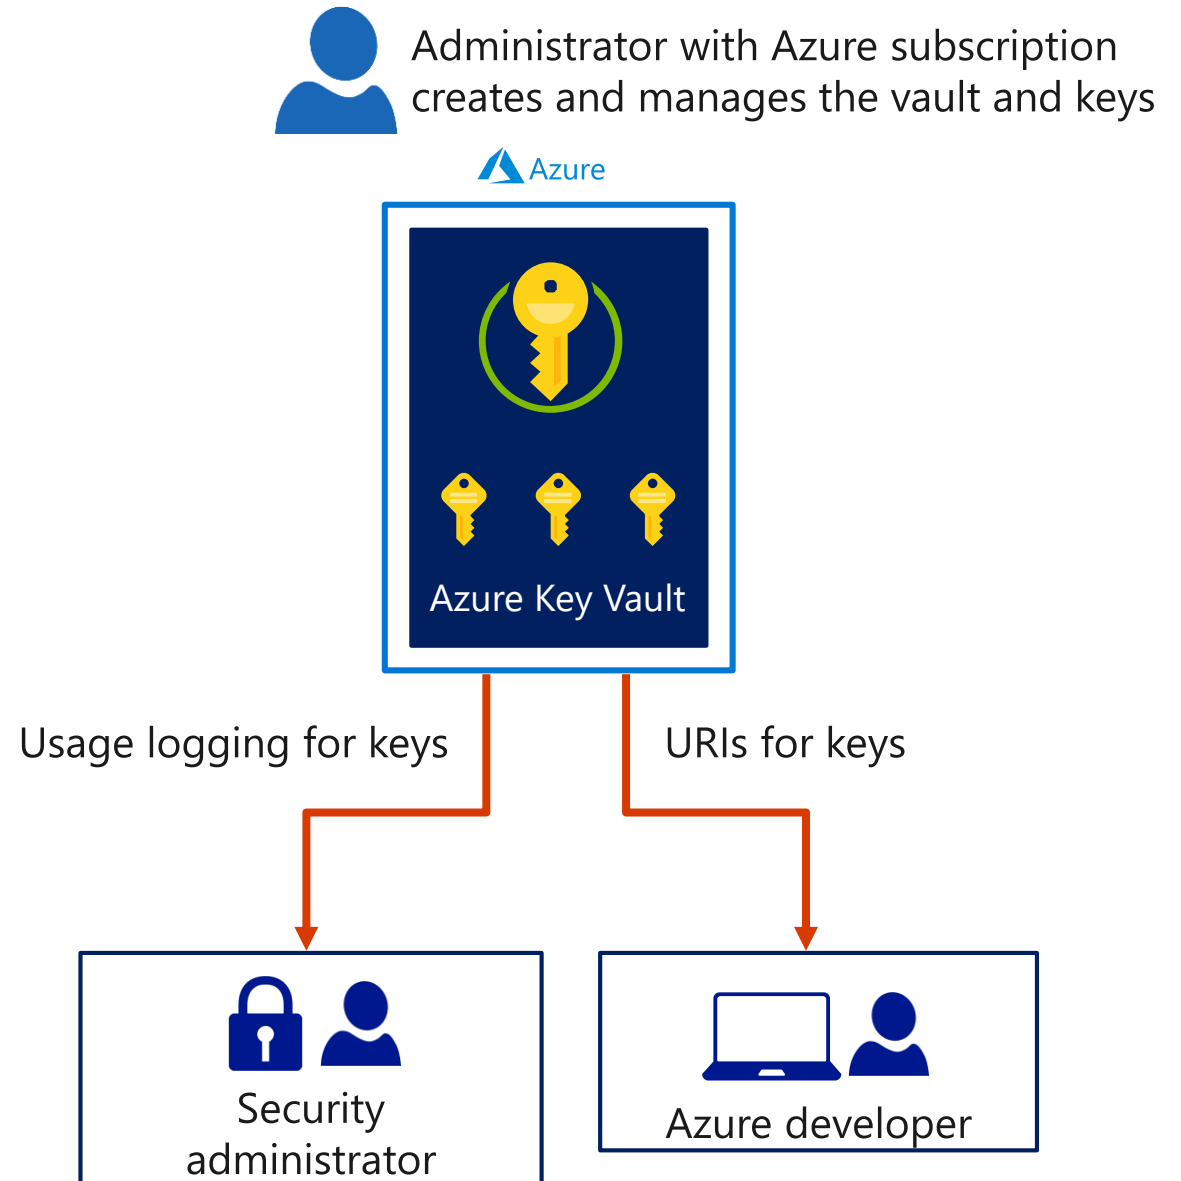 Administrator with Azure subscription
creates and manages the vault and keys
Azure
Azure Key Vault
Usage logging for keys
URIs for keys
Security
administrator
Azure developer